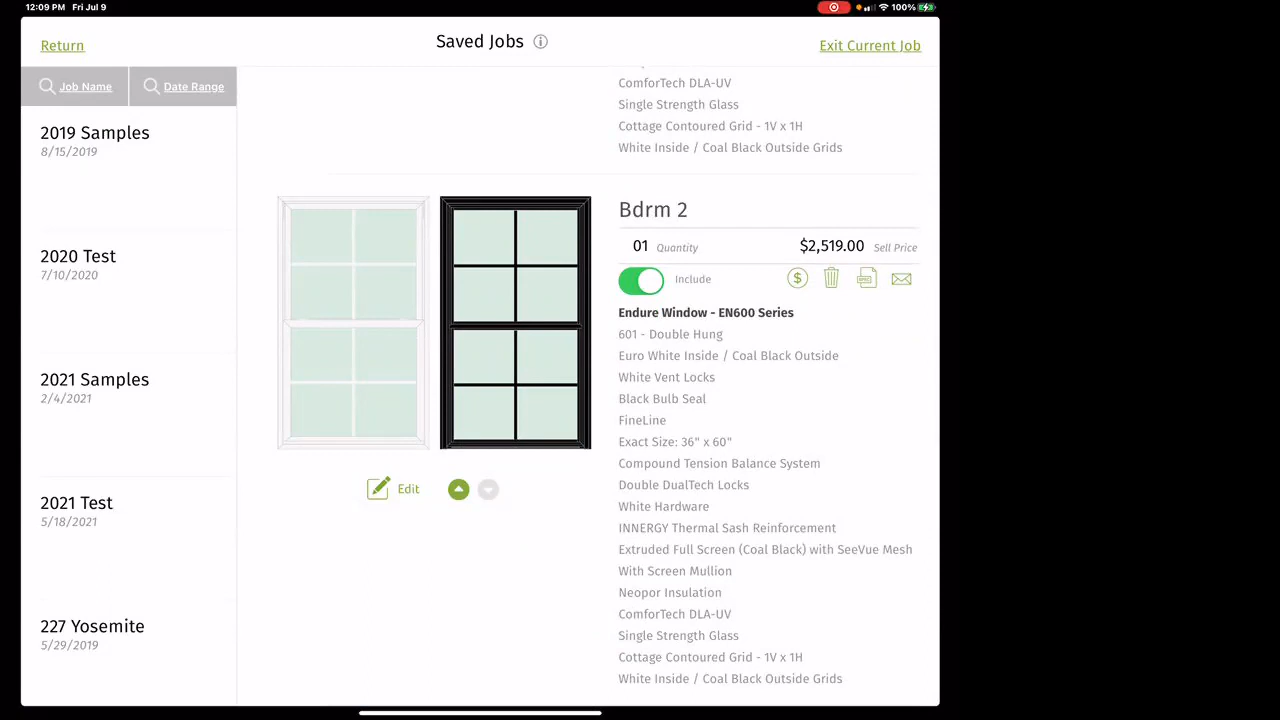 12:09 PM Fri Jul 9
100%
Return
Saved Jobs
Exit Current Job
Job Name
Date Range
2019 Samples
8/15/2019
2020 Test
7/10/2020
2021 Samples
2/4/2021
2021 Test
5/18/2021
227 Yosemite
5/29/2019
ComforTech DLA-UV
Single Strength Glass
Cottage Contoured Grid - 1V x 1H
White Inside / Coal Black Outside Grids
Bdrm 2
01 Quantity $2,519.00 Sell Price
Include
$
Endure Window - EN600 Series
601 - Double Hung
Euro White Inside / Coal Black Outside
White Vent Locks
Black Bulb Seal
FineLine
Exact Size: 36" x 60"
Compound Tension Balance System
Double DualTech Locks
White Hardware
INNERGY Thermal Sash Reinforcement
Extruded Full Screen (Coal Black) with SeeVue Mesh
With Screen Mullion
Neopor Insulation
ComforTech DLA-UV
Single Strength Glass
Cottage Contoured Grid - 1V x 1H
White Inside / Coal Black Outside Grids
Edit